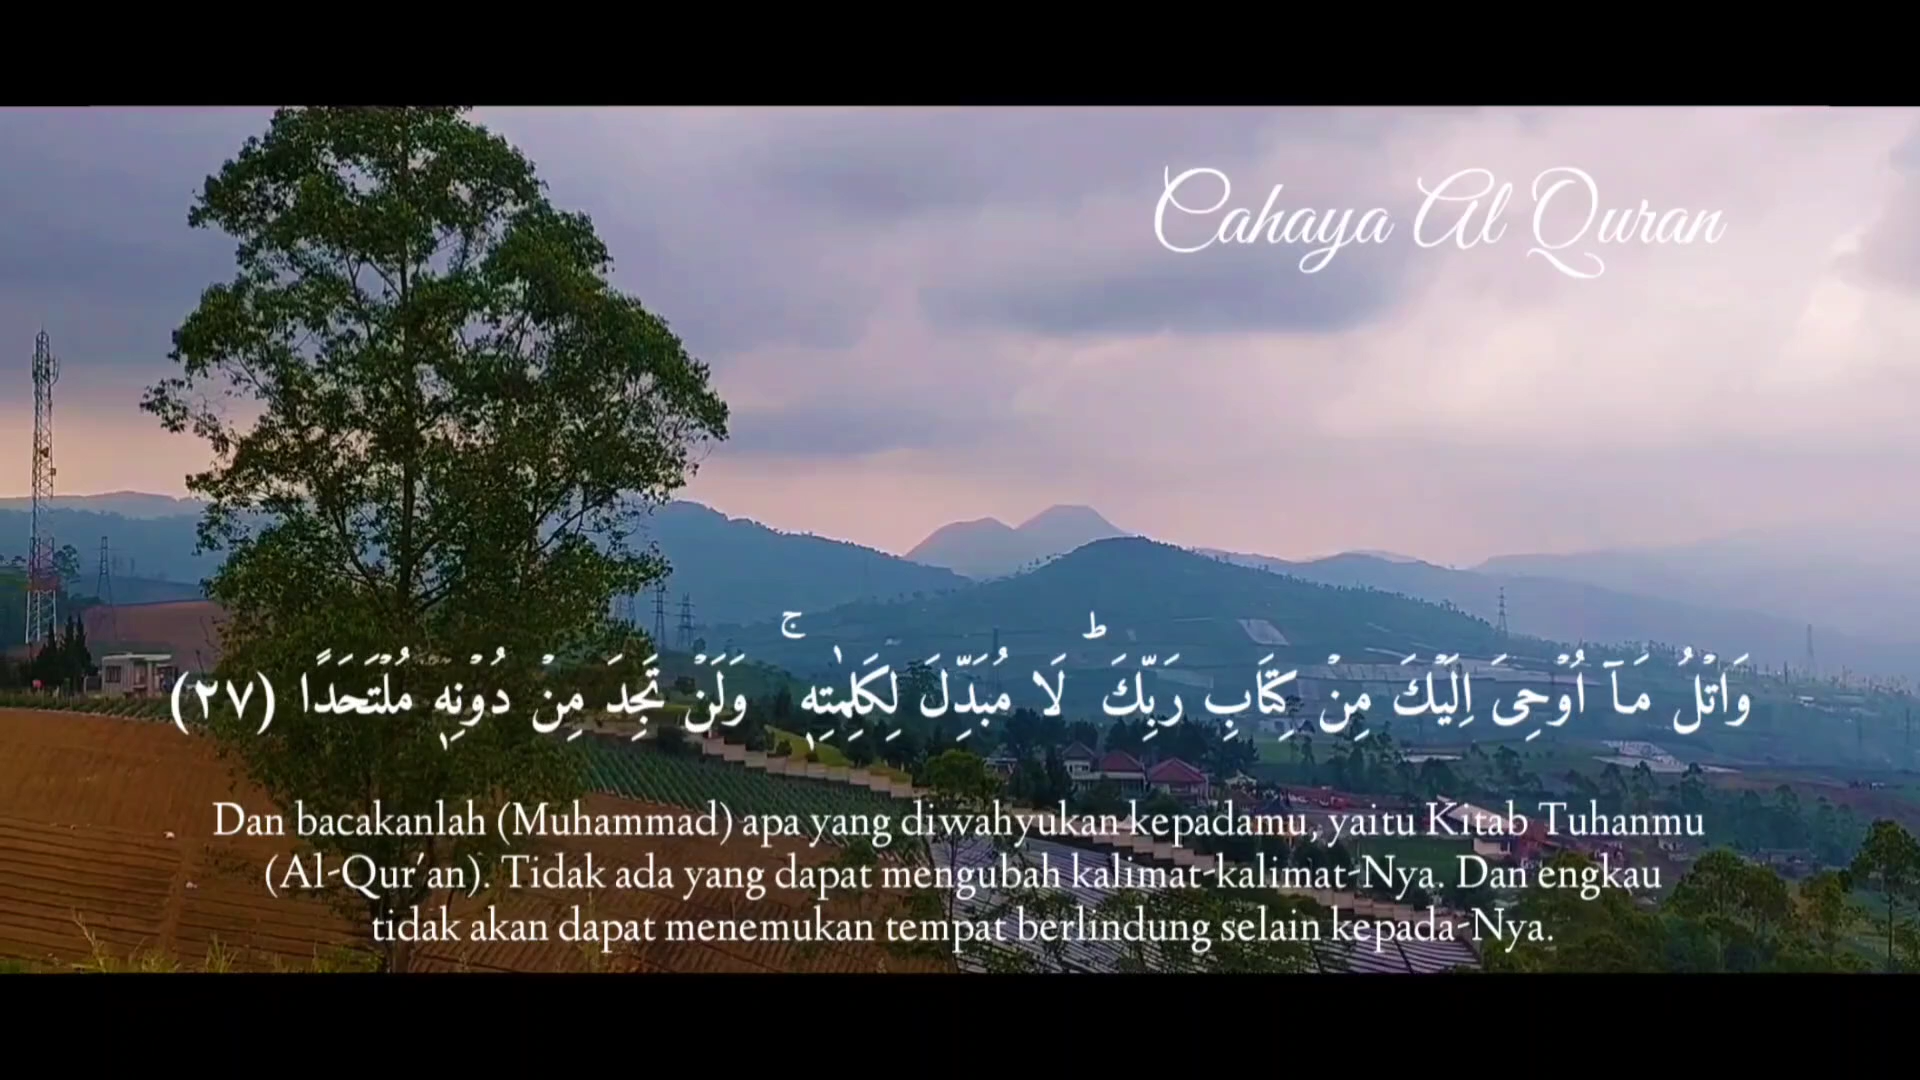 Cahaya Al Quran
وَاتْلُ مَآ اُوْحِيَ اِلَيْكَ مِنْ كِتَابِ رَبِّكَ ۗ لَا مُبَدِّلَ لِكَلِمٰتِهٖ ۚ وَلَنْ تَجِدَ مِنْ دُوْنِهٖ مُلْتَحَدًا (٢٧)
Dan bacakanlah (Muhammad) apa yang diwahyukan kepadamu, yaitu Kitab Tuhanmu
(Al-Qur'an). Tidak ada yang dapat mengubah kalimat-kalimat-Nya. Dan engkau
tidak akan dapat menemukan tempat berlindung selain kepada-Nya.